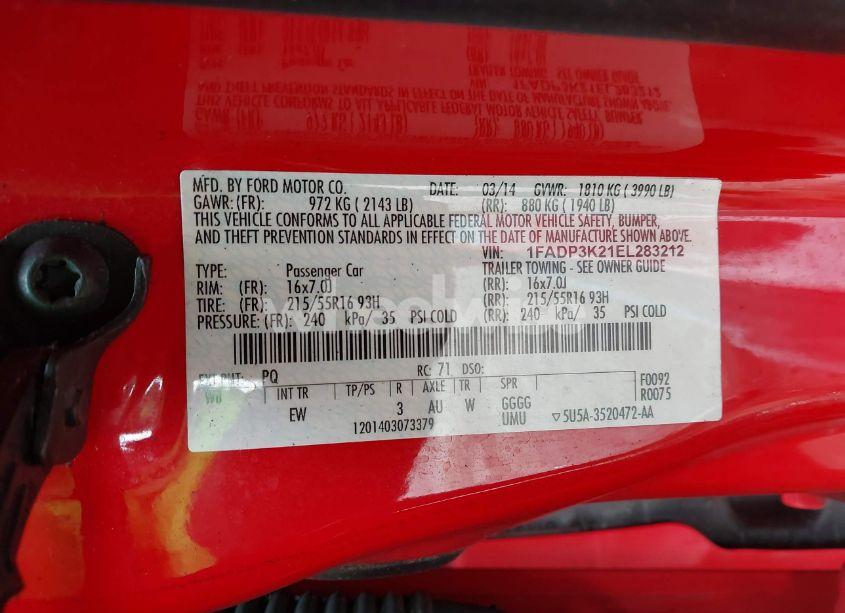 MFD. BY FORD MOTOR CO. DATE: 03/14 GVWR: 1810 KG ( 3990 LB)
GAWR: (FR): 972 KG ( 2143 LB) (RR): 880 KG ( 1940 LB)
THIS VEHICLE CONFORMS TO ALL APPLICABLE FEDERAL MOTOR VEHICLE SAFETY, BUMPER,
AND THEFT PREVENTION STANDARDS IN EFFECT ON THE DATE OF MANUFACTURE SHOWN ABOVE.
VIN: 1FADP3K21EL283212
TYPE: Passenger Car TRAILER TOWING - SEE OWNER GUIDE
RIM: (FR): 16x7.0J (RR): 16x7.0J
TIRE: (FR): 215/55R16 93H (RR): 215/55R16 93H
PRESSURE: (FR): 240 kPa/ 35 PSI COLD (RR): 240 kPa/ 35 PSI COLD
PQ RC: 71 DSO:
INT TR TP/PS R AXLE TR SPR F0092
EW 3 AU W GGGG R0075
UMU ▽5U5A-3520472-AA
1201403073379